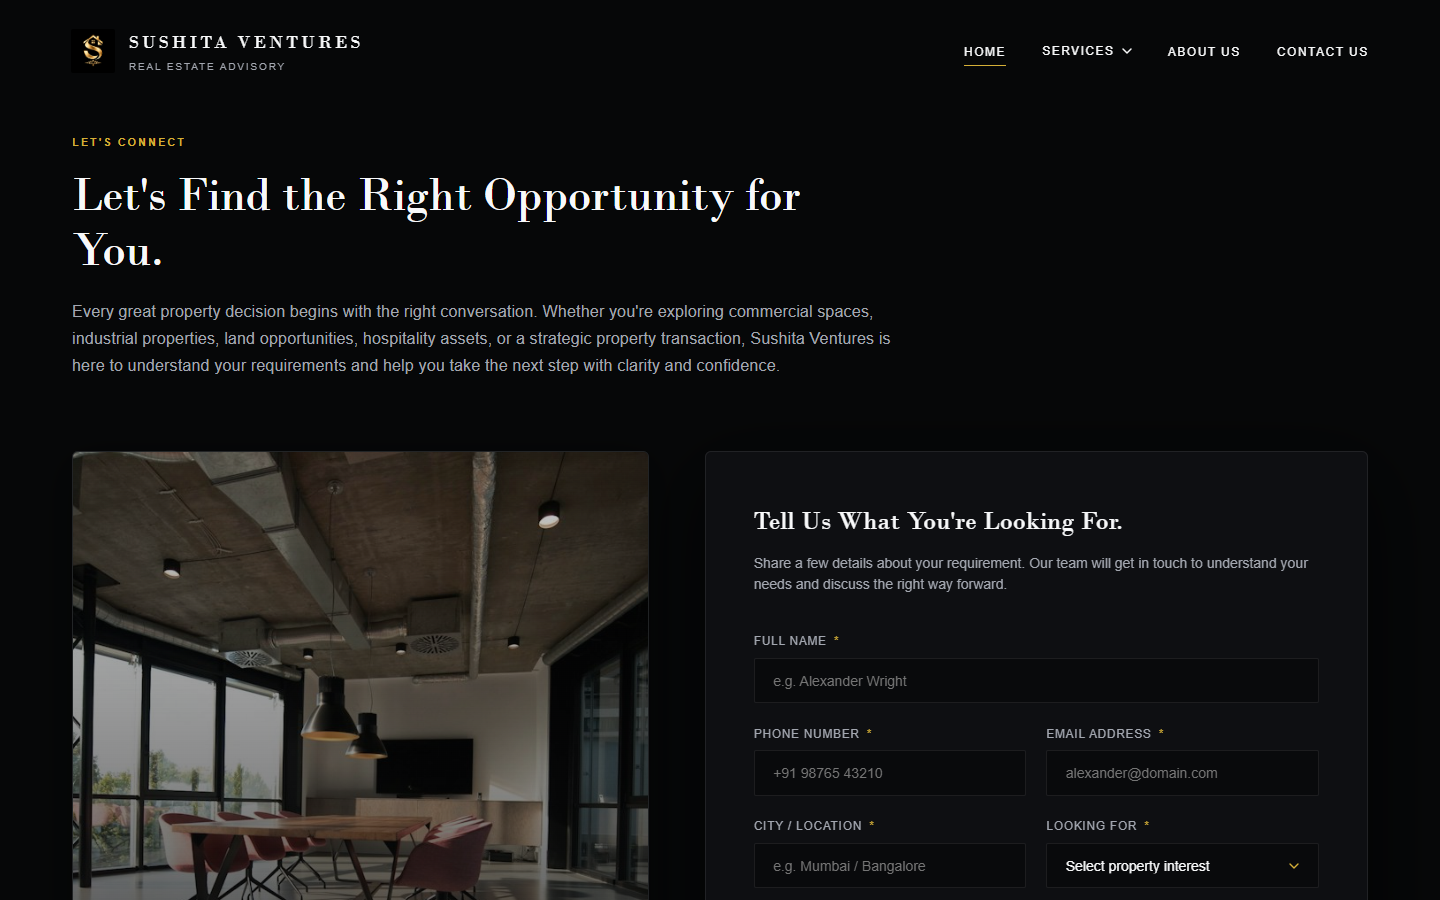 SUSHITA VENTURES
REAL ESTATE ADVISORY
HOME
SERVICES
ABOUT US
CONTACT US
LET'S CONNECT
Let's Find the Right Opportunity for
You.
Every great property decision begins with the right conversation. Whether you're exploring commercial spaces,
industrial properties, land opportunities, hospitality assets, or a strategic property transaction, Sushita Ventures is
here to understand your requirements and help you take the next step with clarity and confidence.
Tell Us What You're Looking For.
Share a few details about your requirement. Our team will get in touch to understand your
needs and discuss the right way forward.
FULL NAME *
e.g. Alexander Wright
PHONE NUMBER *
EMAIL ADDRESS *
+91 98765 43210
alexander@domain.com
CITY / LOCATION *
LOOKING FOR *
e.g. Mumbai / Bangalore
Select property interest